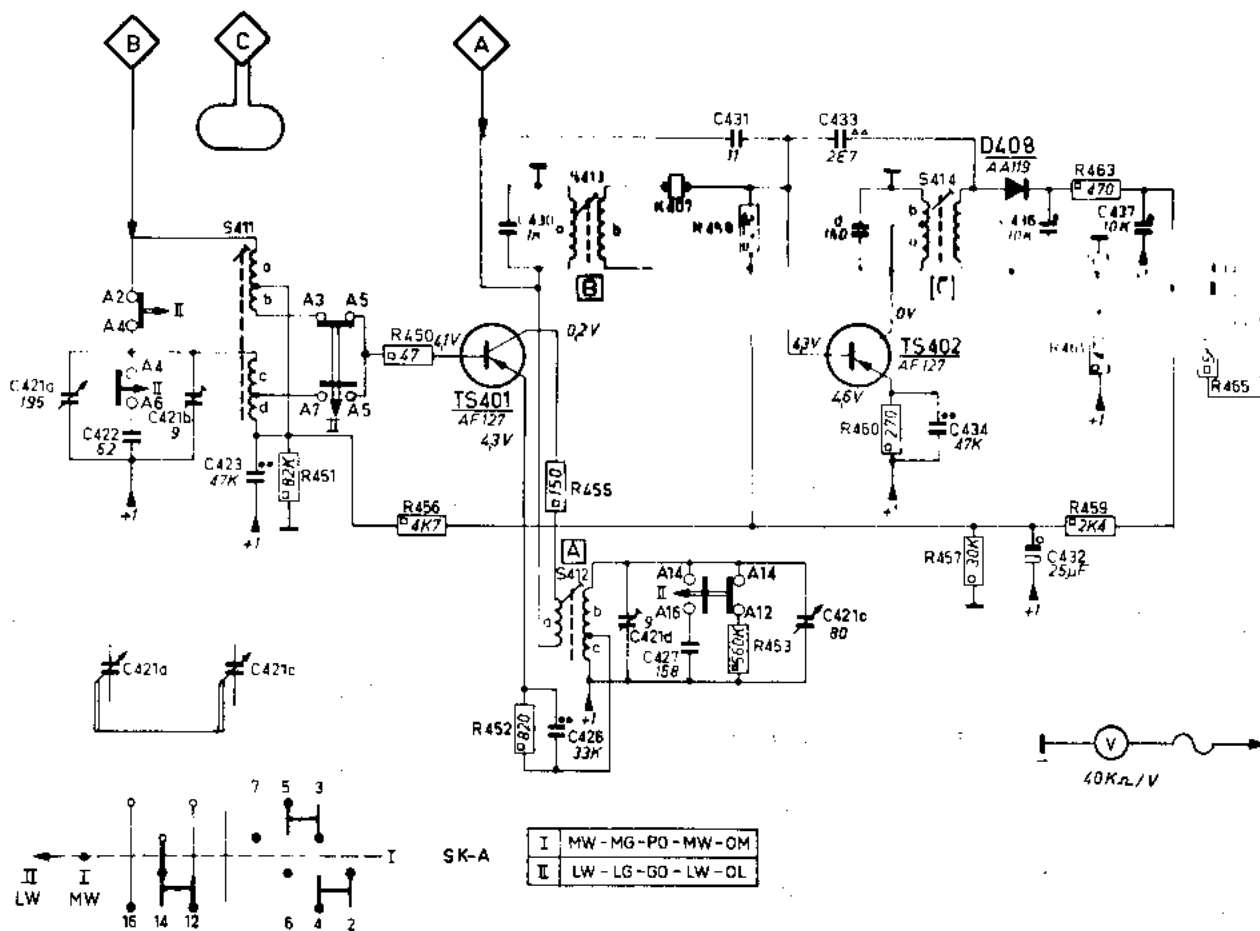 B
C
A
C431
11
C433
2E7
D408
AA119
R463
470
S413
S414
C437
10K
1K
b
b
a
180
10K
S411
a
b
B
A2
II
A4
A3
A5
R450
47
4,1V
0,2V
0V
4,3V
TS402
AF127
C421a
195
A4
II
A6
c
d
A7
A5
II
TS401
AF127
4,3V
4,6V
R465
C421b
9
C422
62
+1
C423
47K
82K
R451
+1
R460
270
C434
47K
+1
150
R455
R456
4K7
R459
2K4
R457
30K
C432
25µF
+1
A
S412
a
b
c
A14
II
A16
A14
A12
9
C421d
C427
158
560K
R453
C421c
80
+1
C421a
C421c
R452
820
C426
33K
V
40KΩ/V
7
5
3
I
II
LW
I
MW
16
14
12
6
4
2
SK-A
I MW-MG-PO-MW-OM
II LW-LG-GO-LW-OL